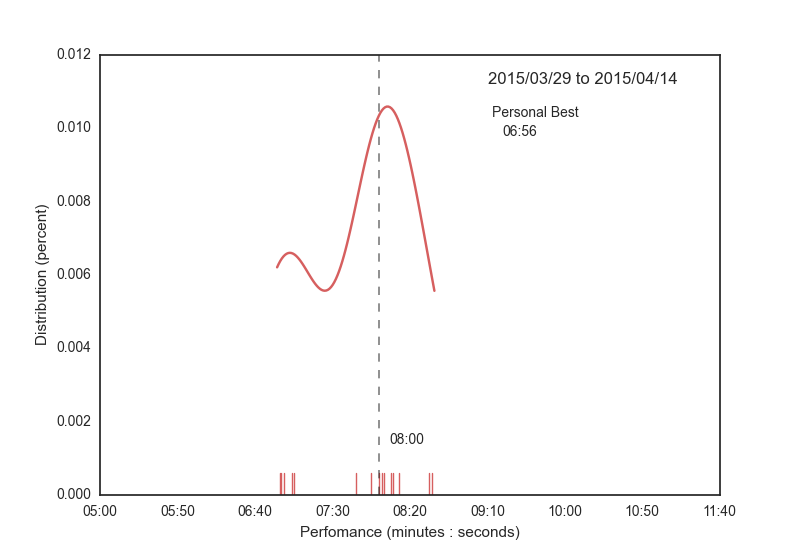 0.012
0.010
0.008
0.006
0.004
0.002
0.000
Distribution (percent)
2015/03/29 to 2015/04/14
Personal Best
06:56
08:00
05:00 05:50 06:40 07:30 08:20 09:10 10:00 10:50 11:40
Perfomance (minutes : seconds)